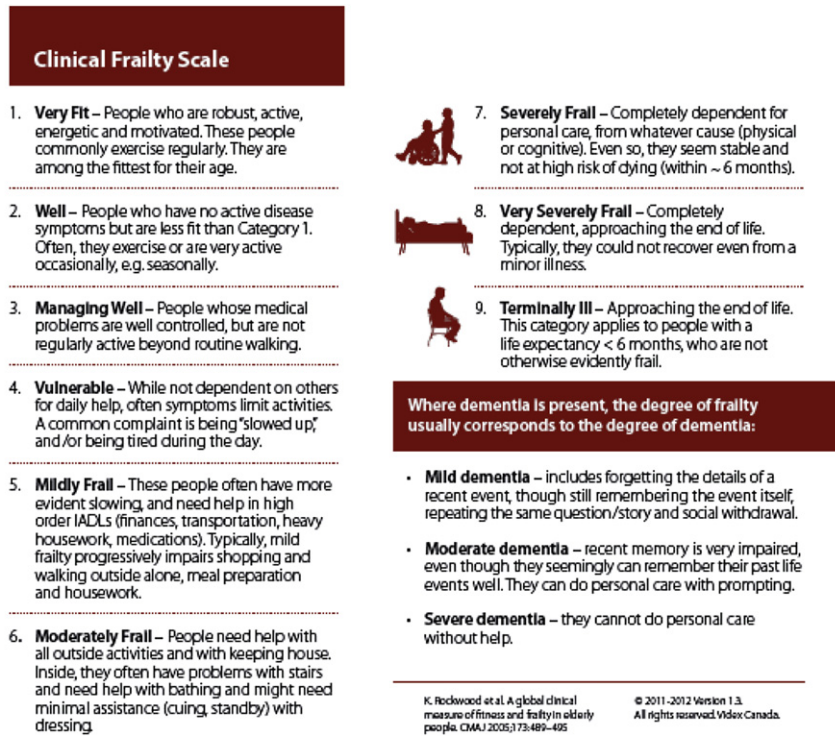 Clinical Frailty Scale
1. Very Fit – People who are robust, active,
energetic and motivated. These people
commonly exercise regularly. They are
among the fittest for their age.
2. Well – People who have no active disease
symptoms but are less fit than Category 1.
Often, they exercise or are very active
occasionally, e.g. seasonally.
3. Managing Well – People whose medical
problems are well controlled, but are not
regularly active beyond routine walking.
4. Vulnerable – While not dependent on others
for daily help, often symptoms limit activities.
A common complaint is being “slowed up,”
and/or being tired during the day.
5. Mildly Frail – These people often have more
evident slowing, and need help in high
order IADLs (finances, transportation, heavy
housework, medications). Typically, mild
frailty progressively impairs shopping and
walking outside alone, meal preparation
and housework.
6. Moderately Frail – People need help with
all outside activities and with keeping house.
Inside, they often have problems with stairs
and need help with bathing and might need
minimal assistance (cuing, standby) with
dressing.
7. Severely Frail – Completely dependent for
personal care, from whatever cause (physical
or cognitive). Even so, they seem stable and
not at high risk of dying (within ~ 6 months).
8. Very Severely Frail – Completely
dependent, approaching the end of life.
Typically, they could not recover even from a
minor illness.
9. Terminally Ill – Approaching the end of life.
This category applies to people with a
life expectancy < 6 months, who are not
otherwise evidently frail.
Where dementia is present, the degree of frailty
usually corresponds to the degree of dementia:
• Mild dementia – includes forgetting the details of a
recent event, though still remembering the event itself,
repeating the same question/story and social withdrawal.
• Moderate dementia – recent memory is very impaired,
even though they seemingly can remember their past life
events well. They can do personal care with prompting.
• Severe dementia – they cannot do personal care
without help.
K. Rockwood et al. A global clinical
measure of fitness and frailty in elderly
people. CMAJ 2005;173:489–495
© 2011-2012 Version 1.3.
All rights reserved. Videx Canada.